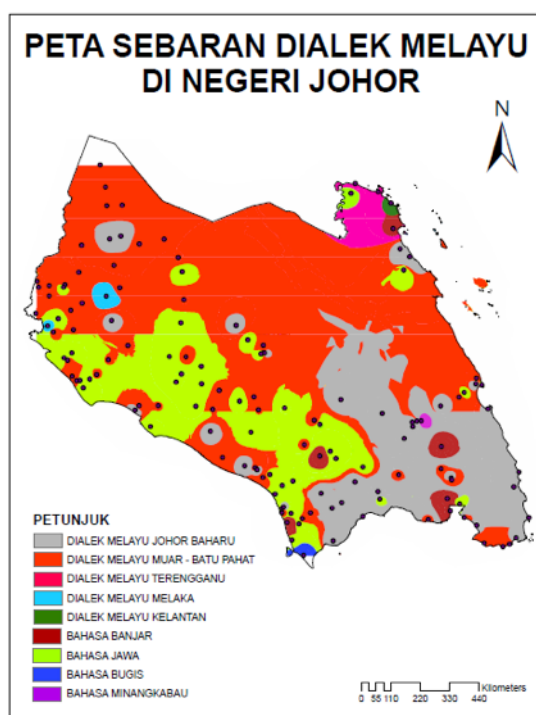 PETA SEBARAN DIALEK MELAYU
DI NEGERI JOHOR
N
PETUNJUK
DIALEK MELAYU JOHOR BAHARU
DIALEK MELAYU MUAR - BATU PAHAT
DIALEK MELAYU TERENGGANU
DIALEK MELAYU MELAKA
DIALEK MELAYU KELANTAN
BAHASA BANJAR
BAHASA JAWA
BAHASA BUGIS
BAHASA MINANGKABAU
Kilometers
0 55 110 220 330 440